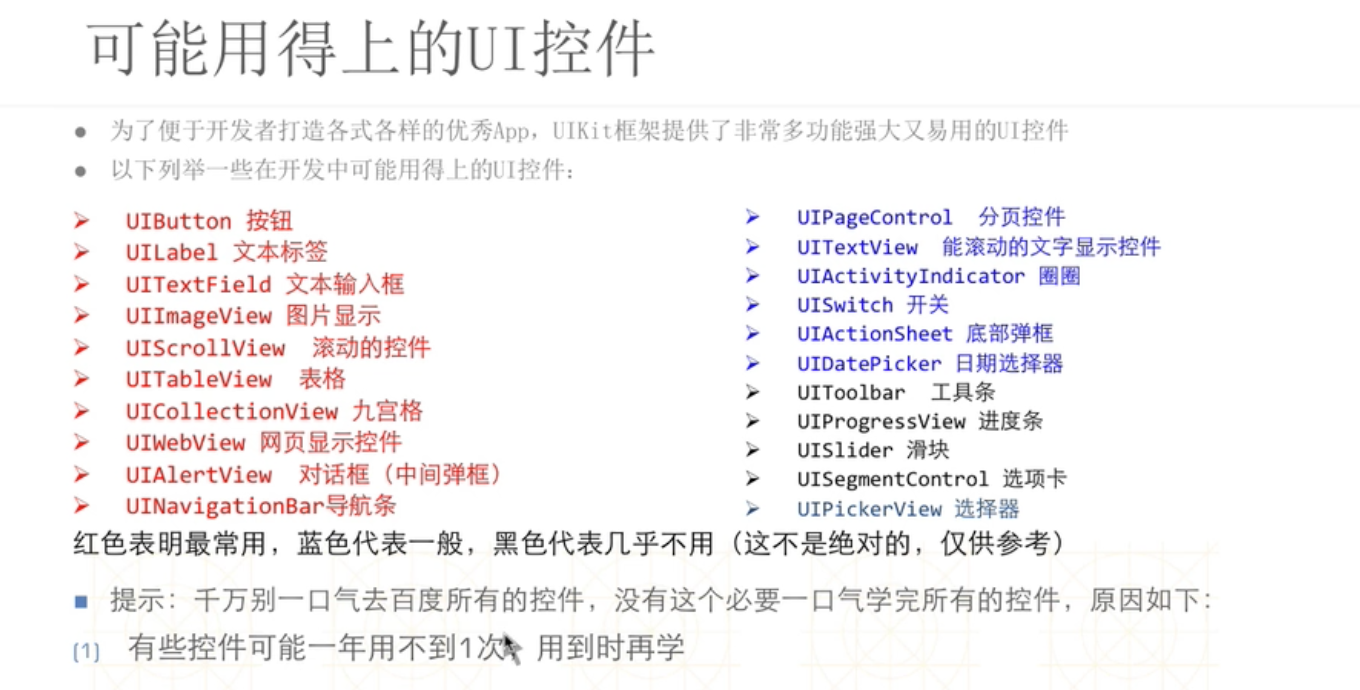 可能用得上的UI控件
为了便于开发者打造各式各样的优秀App，UIKit框架提供了非常多功能强大又易用的UI控件
以下列举一些在开发中可能用得上的UI控件：
UIButton 按钮
UILabel 文本标签
UITextField 文本输入框
UIImageView 图片显示
UIScrollView 滚动的控件
UITableView 表格
UICollectionView 九宫格
UIWebView 网页显示控件
UIAlertView 对话框（中间弹框）
UINavigationBar导航条
UIPageControl 分页控件
UITextView 能滚动的文字显示控件
UIActivityIndicator 圈圈
UISwitch 开关
UIActionSheet 底部弹框
UIDatePicker 日期选择器
UIToolbar 工具条
UIProgressView 进度条
UISlider 滑块
UISegmentControl 选项卡
UIPickerView 选择器
红色表明最常用，蓝色代表一般，黑色代表几乎不用（这不是绝对的，仅供参考）
提示：千万别一口气去百度所有的控件，没有这个必要一口气学完所有的控件，原因如下：
(1) 有些控件可能一年用不到1次，用到时再学